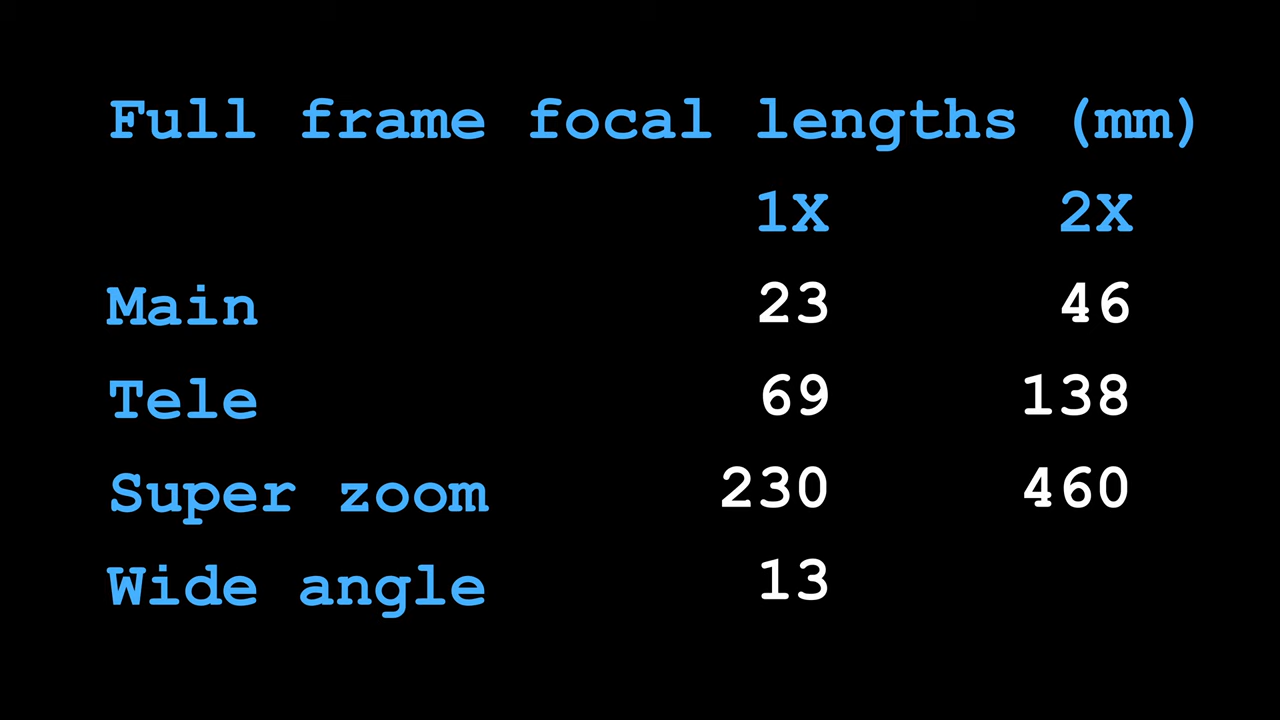 Full frame focal lengths (mm)
1X 2X
Main 23 46
Tele 69 138
Super zoom 230 460
Wide angle 13